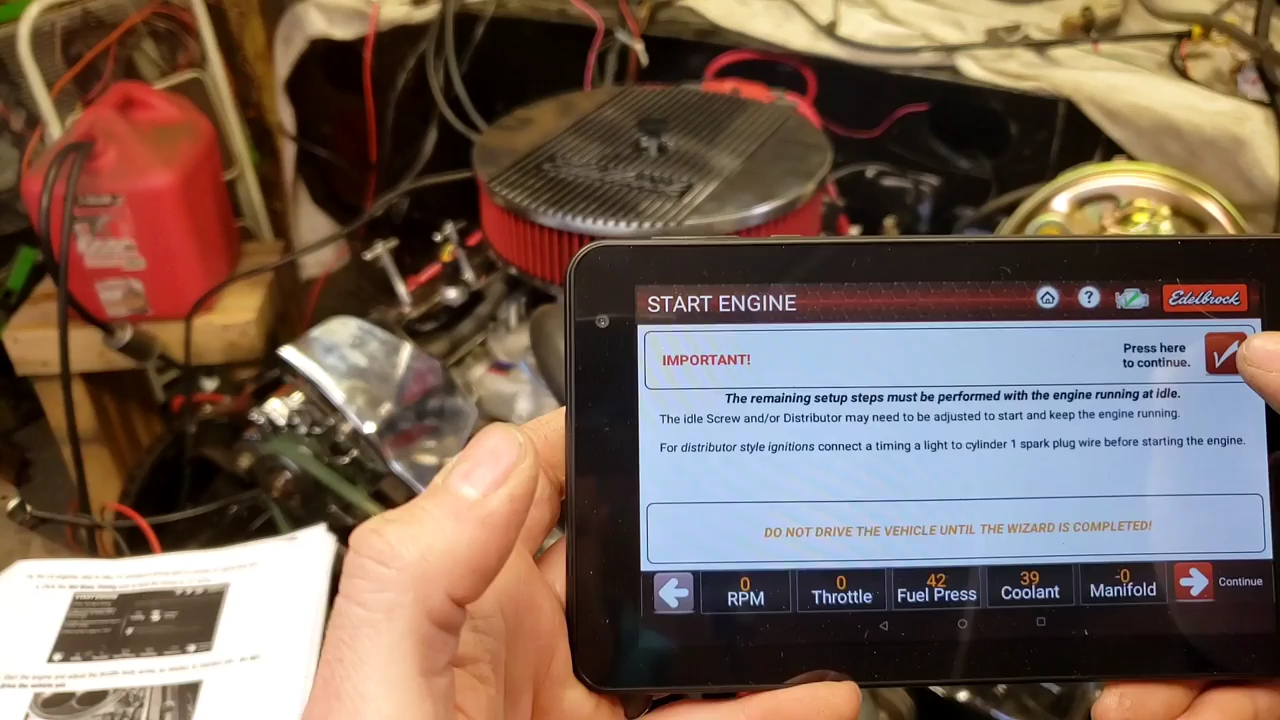 START ENGINE
Edelbrock
IMPORTANT!
Press here
to continue.
The remaining setup steps must be performed with the engine running at idle.
The idle Screw and/or Distributor may need to be adjusted to start and keep the engine running.
For distributor style ignitions connect a timing a light to cylinder 1 spark plug wire before starting the engine.
DO NOT DRIVE THE VEHICLE UNTIL THE WIZARD IS COMPLETED!
0 0 42 39 -0
RPM Throttle Fuel Press Coolant Manifold Continue